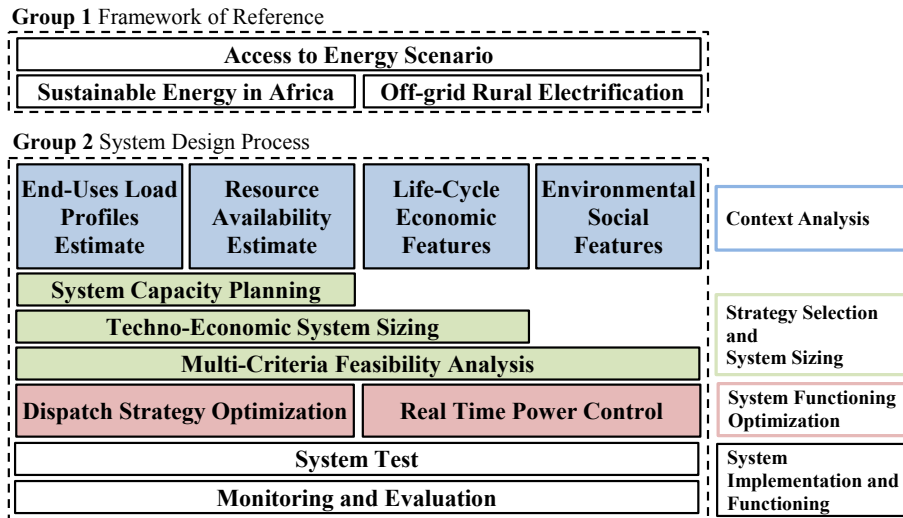 Group 1 Framework of Reference
Access to Energy Scenario
Sustainable Energy in Africa
Off-grid Rural Electrification
Group 2 System Design Process
End-Uses Load
Profiles
Estimate
Resource
Availability
Estimate
Life-Cycle
Economic
Features
Environmental
Social
Features
Context Analysis
System Capacity Planning
Techno-Economic System Sizing
Multi-Criteria Feasibility Analysis
Strategy Selection
and
System Sizing
Dispatch Strategy Optimization
Real Time Power Control
System Functioning
Optimization
System Test
Monitoring and Evaluation
System
Implementation and
Functioning